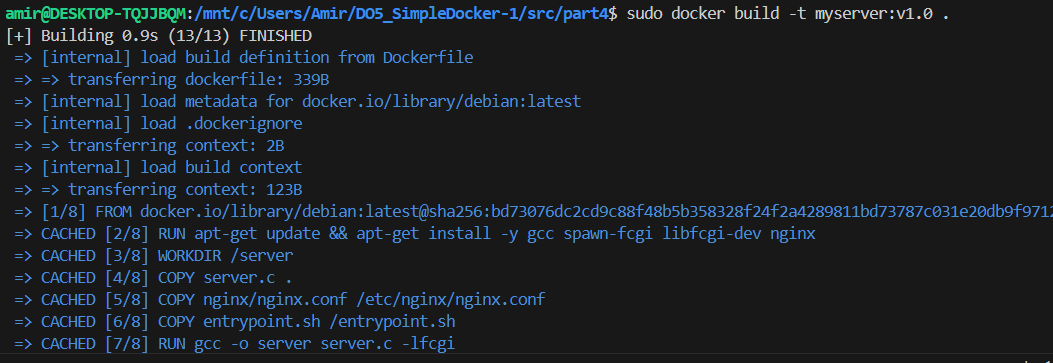 amir@DESKTOP-TQJJBQM:/mnt/c/Users/Amir/DO5_SimpleDocker-1/src/part4$ sudo docker build -t myserver:v1.0 .
[+] Building 0.9s (13/13) FINISHED
=> [internal] load build definition from Dockerfile
=> => transferring dockerfile: 339B
=> [internal] load metadata for docker.io/library/debian:latest
=> [internal] load .dockerignore
=> => transferring context: 2B
=> [internal] load build context
=> => transferring context: 123B
=> [1/8] FROM docker.io/library/debian:latest@sha256:bd73076dc2cd9c88f48b5b358328f24f2a4289811bd73787c031e20db9f9712
=> CACHED [2/8] RUN apt-get update && apt-get install -y gcc spawn-fcgi libfcgi-dev nginx
=> CACHED [3/8] WORKDIR /server
=> CACHED [4/8] COPY server.c .
=> CACHED [5/8] COPY nginx/nginx.conf /etc/nginx/nginx.conf
=> CACHED [6/8] COPY entrypoint.sh /entrypoint.sh
=> CACHED [7/8] RUN gcc -o server server.c -lfcgi